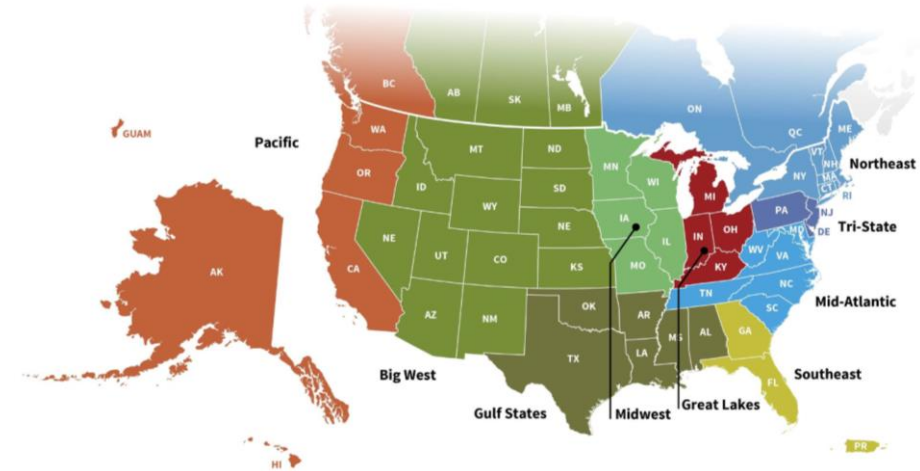 BC
AB
SK
MB
ON
QC
ME
GUAM
Pacific
WA
MT
ND
MN
VT
NH
MA
CT
RI
Northeast
OR
ID
SD
WI
MI
NY
WY
NE
IA
PA
NJ
DE
MD
Tri-State
NE
UT
CO
KS
IL
IN
OH
WV
VA
AK
CA
MO
KY
TN
NC
Mid-Atlantic
AZ
NM
OK
AR
SC
TX
LA
MS
AL
GA
Southeast
FL
Big West
Gulf States
Midwest
Great Lakes
HI
PR